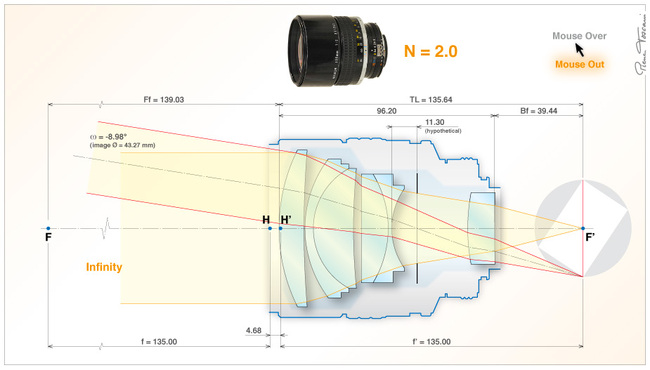 N = 2.0
Mouse Over
Mouse Out
Ff = 139.03
TL = 135.64
96.20
Bf = 39.44
11.30
(hypothetical)
ω = -8.98°
(image Ø = 43.27 mm)
H
H'
F
F'
Infinity
4.68
f = 135.00
f' = 135.00